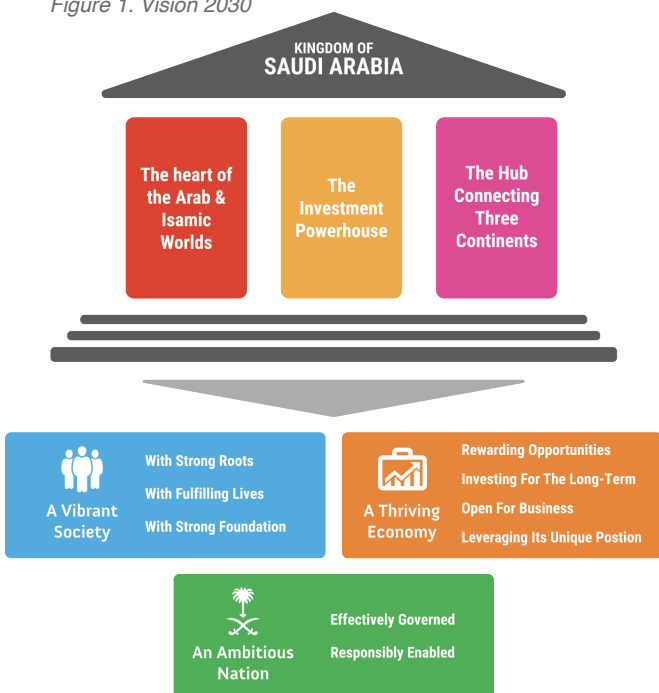 Figure 1. Vision 2030
KINGDOM OF
SAUDI ARABIA
The heart of
the Arab &
Isamic
Worlds
The
Investment
Powerhouse
The Hub
Connecting
Three
Continents
A Vibrant
Society
With Strong Roots
With Fulfilling Lives
With Strong Foundation
A Thriving
Economy
Rewarding Opportunities
Investing For The Long-Term
Open For Business
Leveraging Its Unique Postion
An Ambitious
Nation
Effectively Governed
Responsibly Enabled